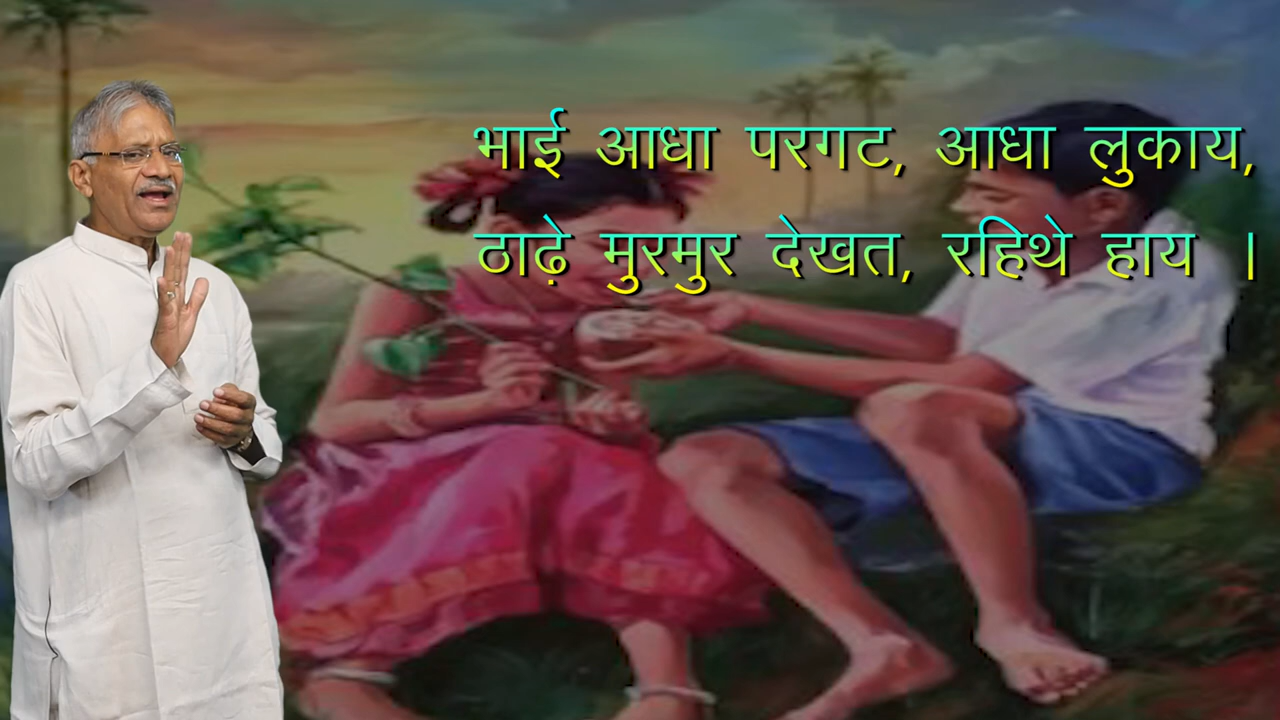 भाई आधा परगट, आधा लुकाय,
ठाढ़े मुरमुर देखत, रहिथे हाय ।